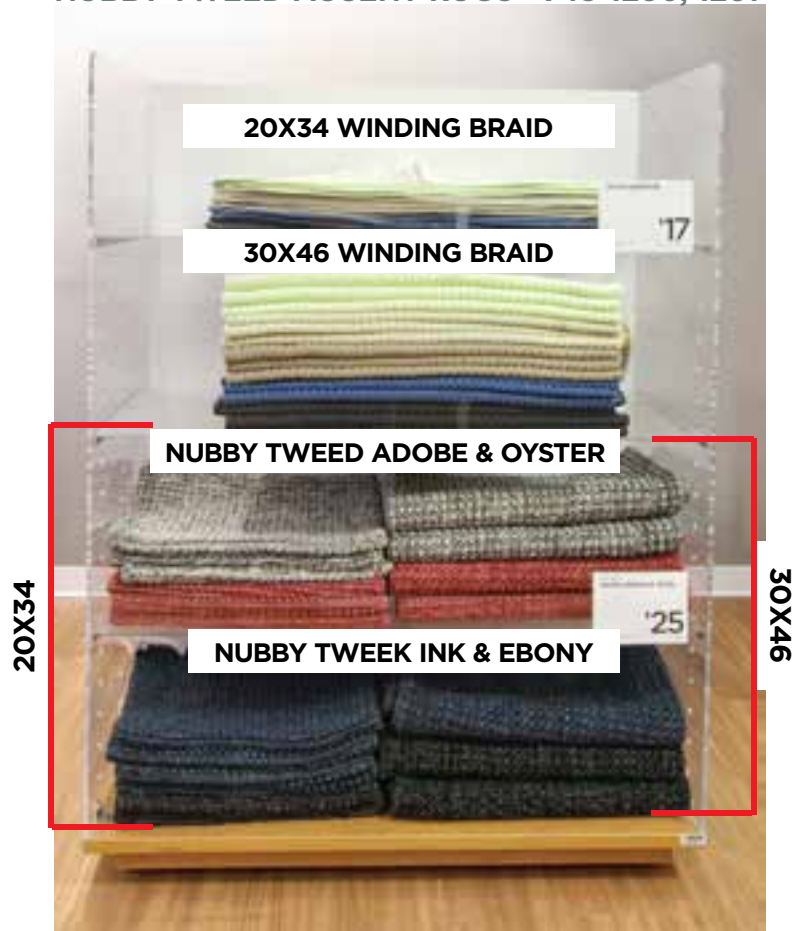 20X34 WINDING BRAID
'17
30X46 WINDING BRAID
NUBBY TWEED ADOBE & OYSTER
20X34
30X46
'25
NUBBY TWEEK INK & EBONY